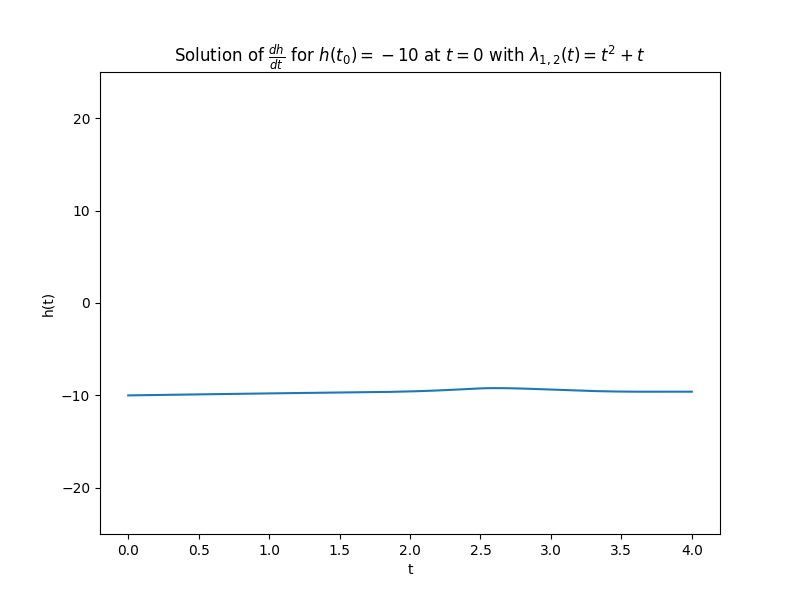 Solution of $\frac{dh}{dt}$ for $h(t_0) = -10$ at $t = 0$ with $\lambda_{1,2}(t) = t^2 + t$
20
10
0
−10
−20
h(t)
0.0 0.5 1.0 1.5 2.0 2.5 3.0 3.5 4.0
t